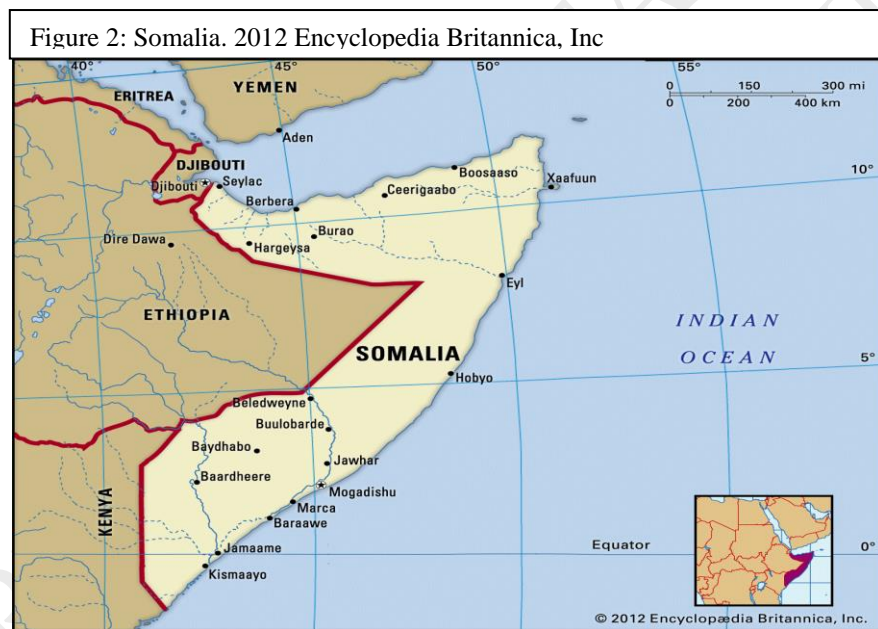 Figure 2: Somalia. 2012 Encyclopedia Britannica, Inc
40°
45°
50°
55°
0 150 300 mi
0 200 400 km
YEMEN
ERITREA
Aden
DJIBOUTI
Djibouti
Seylac
Boosaaso
Xaafuun
10°
Ceerigaabo
Berbera
Burao
Dire Dawa
Hargeysa
Eyl
ETHIOPIA
INDIAN
OCEAN
SOMALIA
5°
Hobyo
Beledweyne
Buulobarde
Baydhabo
Jawhar
Baardheere
Mogadishu
KENYA
Marca
Baraawe
Jamaame
Equator
0°
Kismaayo
© 2012 Encyclopædia Britannica, Inc.